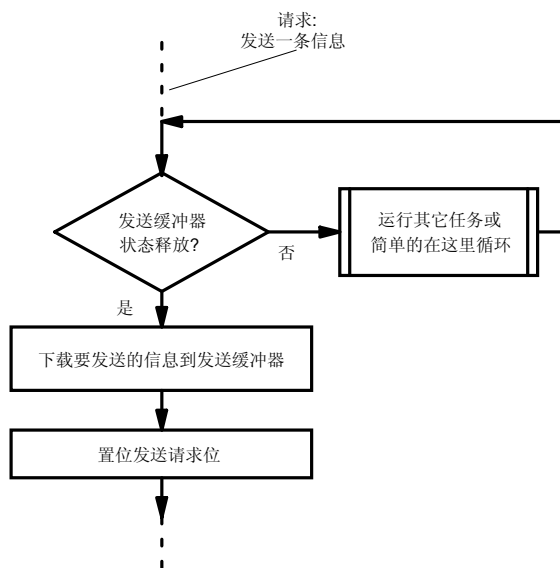 请求:
发送一条信息
发送缓冲器
状态释放?
运行其它任务或
简单的在这里循环
否
是
下载要发送的信息到发送缓冲器
置位发送请求位